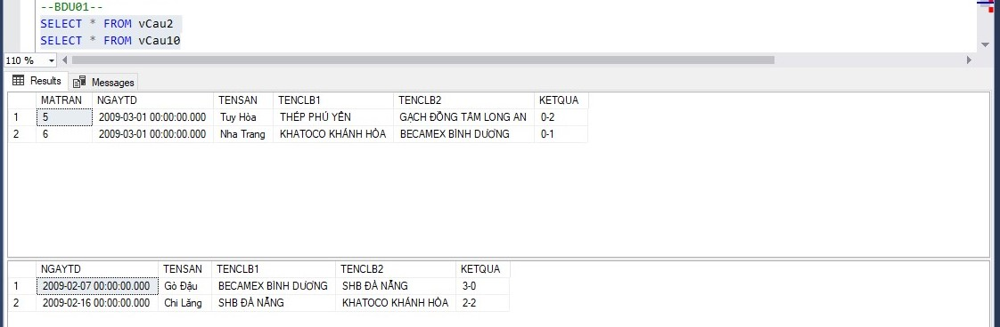 --BDU01--
SELECT * FROM vCau2
SELECT * FROM vCau10
110 %
Results Messages
MATRAN NGAYTD TENSAN TENCLB1 TENCLB2 KETQUA
1 5 2009-03-01 00:00:00.000 Tuy Hòa THÉP PHÚ YÊN GẠCH ĐỒNG TÂM LONG AN 0-2
2 6 2009-03-01 00:00:00.000 Nha Trang KHATOCO KHÁNH HÒA BECAMEX BÌNH DƯƠNG 0-1
NGAYTD TENSAN TENCLB1 TENCLB2 KETQUA
1 2009-02-07 00:00:00.000 Gò Đậu BECAMEX BÌNH DƯƠNG SHB ĐÀ NẴNG 3-0
2 2009-02-16 00:00:00.000 Chi Lăng SHB ĐÀ NẴNG KHATOCO KHÁNH HÒA 2-2